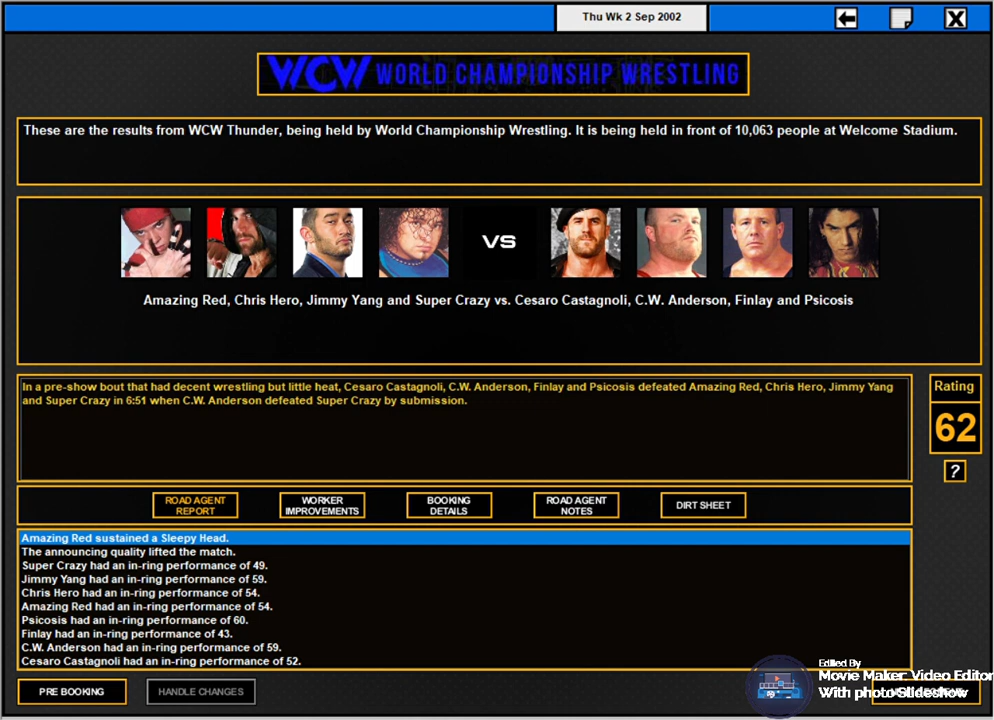 Thu Wk 2 Sep 2002
WCW WORLD CHAMPIONSHIP WRESTLING
These are the results from WCW Thunder, being held by World Championship Wrestling. It is being held in front of 10,063 people at Welcome Stadium.
VS
Amazing Red, Chris Hero, Jimmy Yang and Super Crazy vs. Cesaro Castagnoli, C.W. Anderson, Finlay and Psicosis
In a pre-show bout that had decent wrestling but little heat, Cesaro Castagnoli, C.W. Anderson, Finlay and Psicosis defeated Amazing Red, Chris Hero, Jimmy Yang
and Super Crazy in 6:51 when C.W. Anderson defeated Super Crazy by submission.
Rating
62
?
ROAD AGENT
REPORT
WORKER
IMPROVEMENTS
BOOKING
DETAILS
ROAD AGENT
NOTES
DIRT SHEET
Amazing Red sustained a Sleepy Head.
The announcing quality lifted the match.
Super Crazy had an in-ring performance of 49.
Jimmy Yang had an in-ring performance of 59.
Chris Hero had an in-ring performance of 54.
Amazing Red had an in-ring performance of 54.
Psicosis had an in-ring performance of 60.
Finlay had an in-ring performance of 43.
C.W. Anderson had an in-ring performance of 59.
Cesaro Castagnoli had an in-ring performance of 52.
PRE BOOKING
HANDLE CHANGES
Edited By
Movie Maker: Video Editor
With photo Slideshow